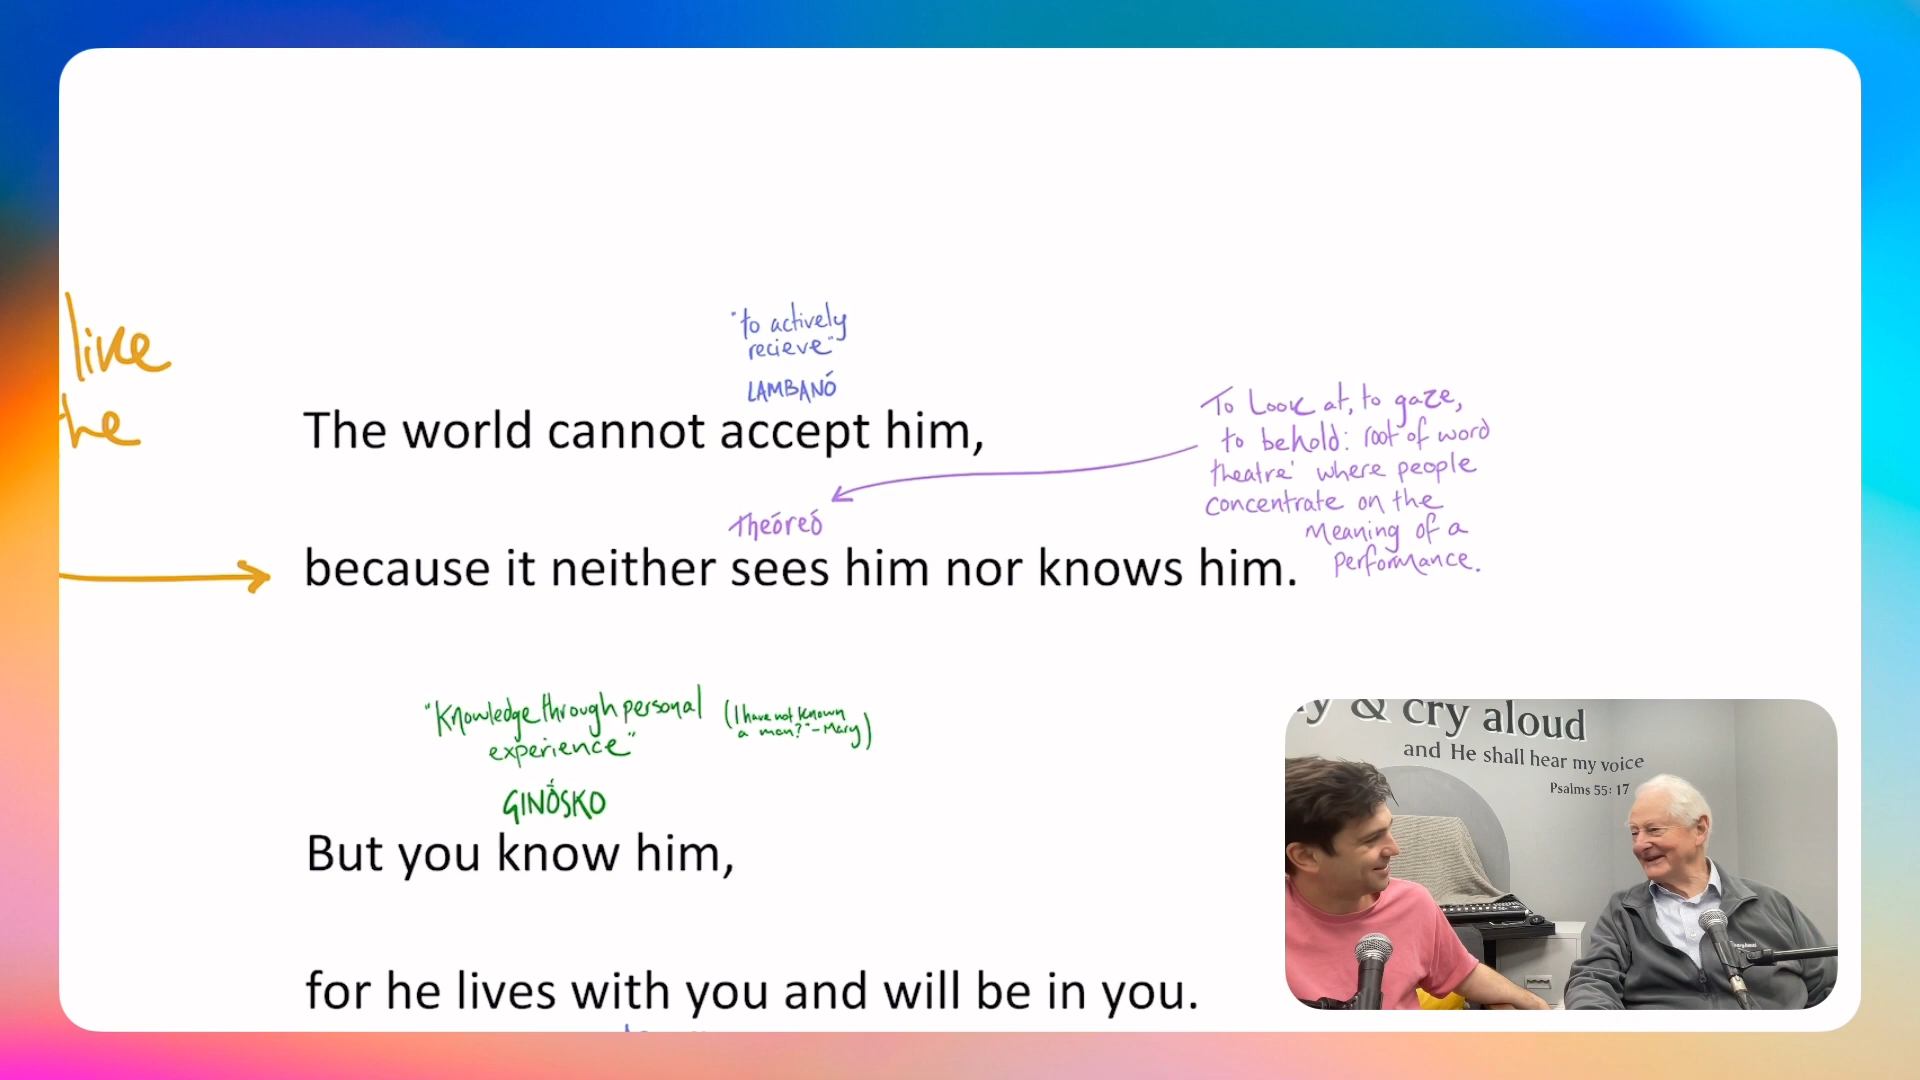 live
the
"to actively
recieve"
LAMBANÓ
The world cannot accept him,
To Look at, to gaze,
to behold: root of word
theatre' where people
concentrate on the
Meaning of a
Performance.
Theóreó
because it neither sees him nor knows him.
"Knowledge through personal
experience"
(I have not known
a man?"-Mary)
GINÓSKO
But you know him,
for he lives with you and will be in you.
& cry aloud
and He shall hear my voice
Psalms 55:17